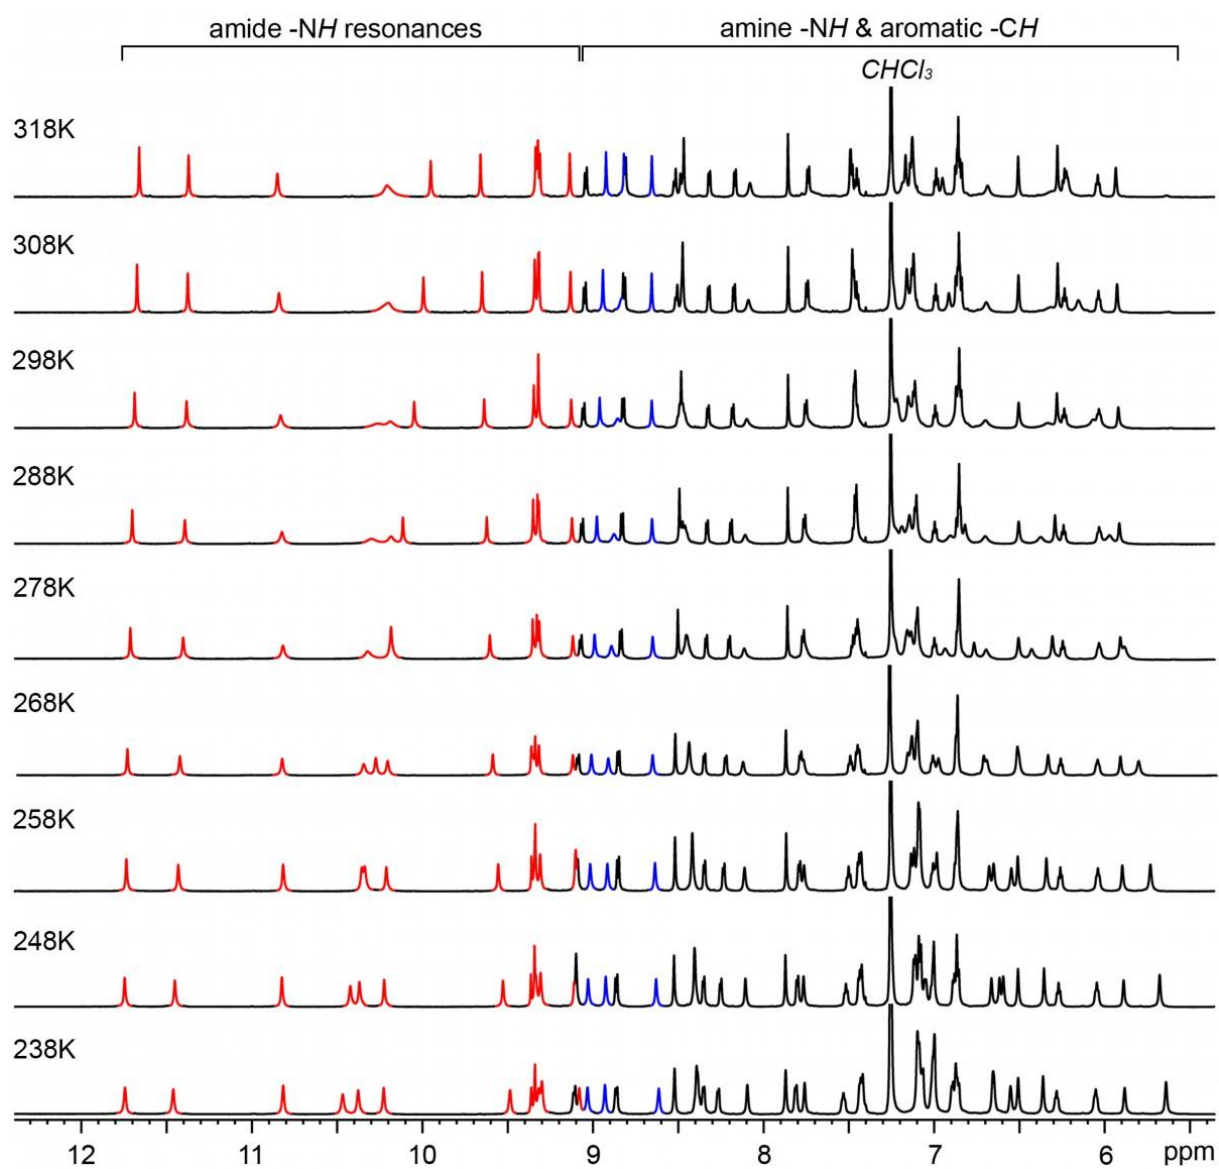 amide -NH resonances
amine -NH & aromatic -CH
CHCl₃
318K
308K
298K
288K
278K
268K
258K
248K
238K
12 11 10 9 8 7 6 ppm